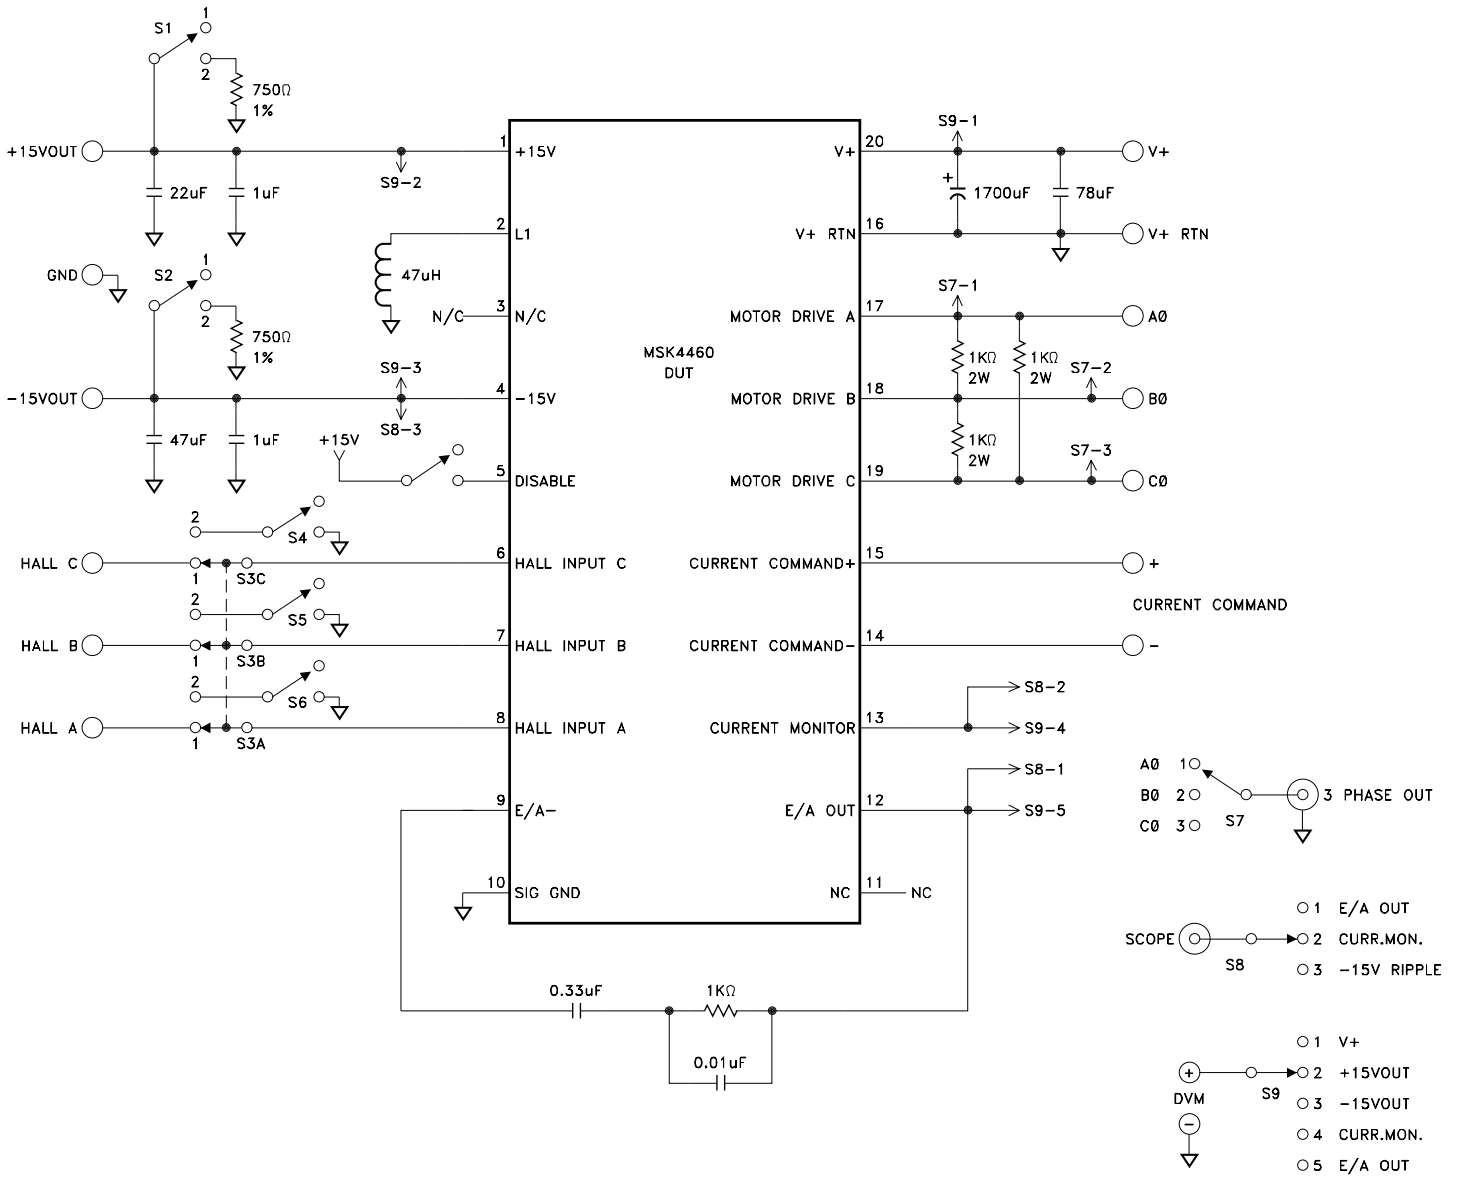 S1
1
2
750Ω
1%
+15VOUT
22uF
1uF
S9-2
1
+15V
2
L1
47uH
GND
S2
1
2
750Ω
1%
N/C
3
N/C
-15VOUT
47uF
1uF
S9-3
S8-3
4
-15V
+15V
5
DISABLE
2
S4
HALL C
1
S3C
6
HALL INPUT C
2
S5
HALL B
1
S3B
7
HALL INPUT B
2
S6
HALL A
1
S3A
8
HALL INPUT A
9
E/A-
10
SIG GND
MSK4460
DUT
V+
20
S9-1
V+
+
1700uF
78uF
V+ RTN
16
V+ RTN
S7-1
MOTOR DRIVE A
17
AØ
1KΩ
2W
1KΩ
2W
S7-2
MOTOR DRIVE B
18
BØ
1KΩ
2W
S7-3
MOTOR DRIVE C
19
CØ
CURRENT COMMAND+
15
+
CURRENT COMMAND
CURRENT COMMAND-
14
-
S8-2
CURRENT MONITOR
13
S9-4
S8-1
E/A OUT
12
S9-5
NC
11
NC
0.33uF
1KΩ
0.01uF
AØ 1
BØ 2
CØ 3
S7
3 PHASE OUT
SCOPE
S8
1 E/A OUT
2 CURR.MON.
3 -15V RIPPLE
+
DVM
-
S9
1 V+
2 +15VOUT
3 -15VOUT
4 CURR.MON.
5 E/A OUT